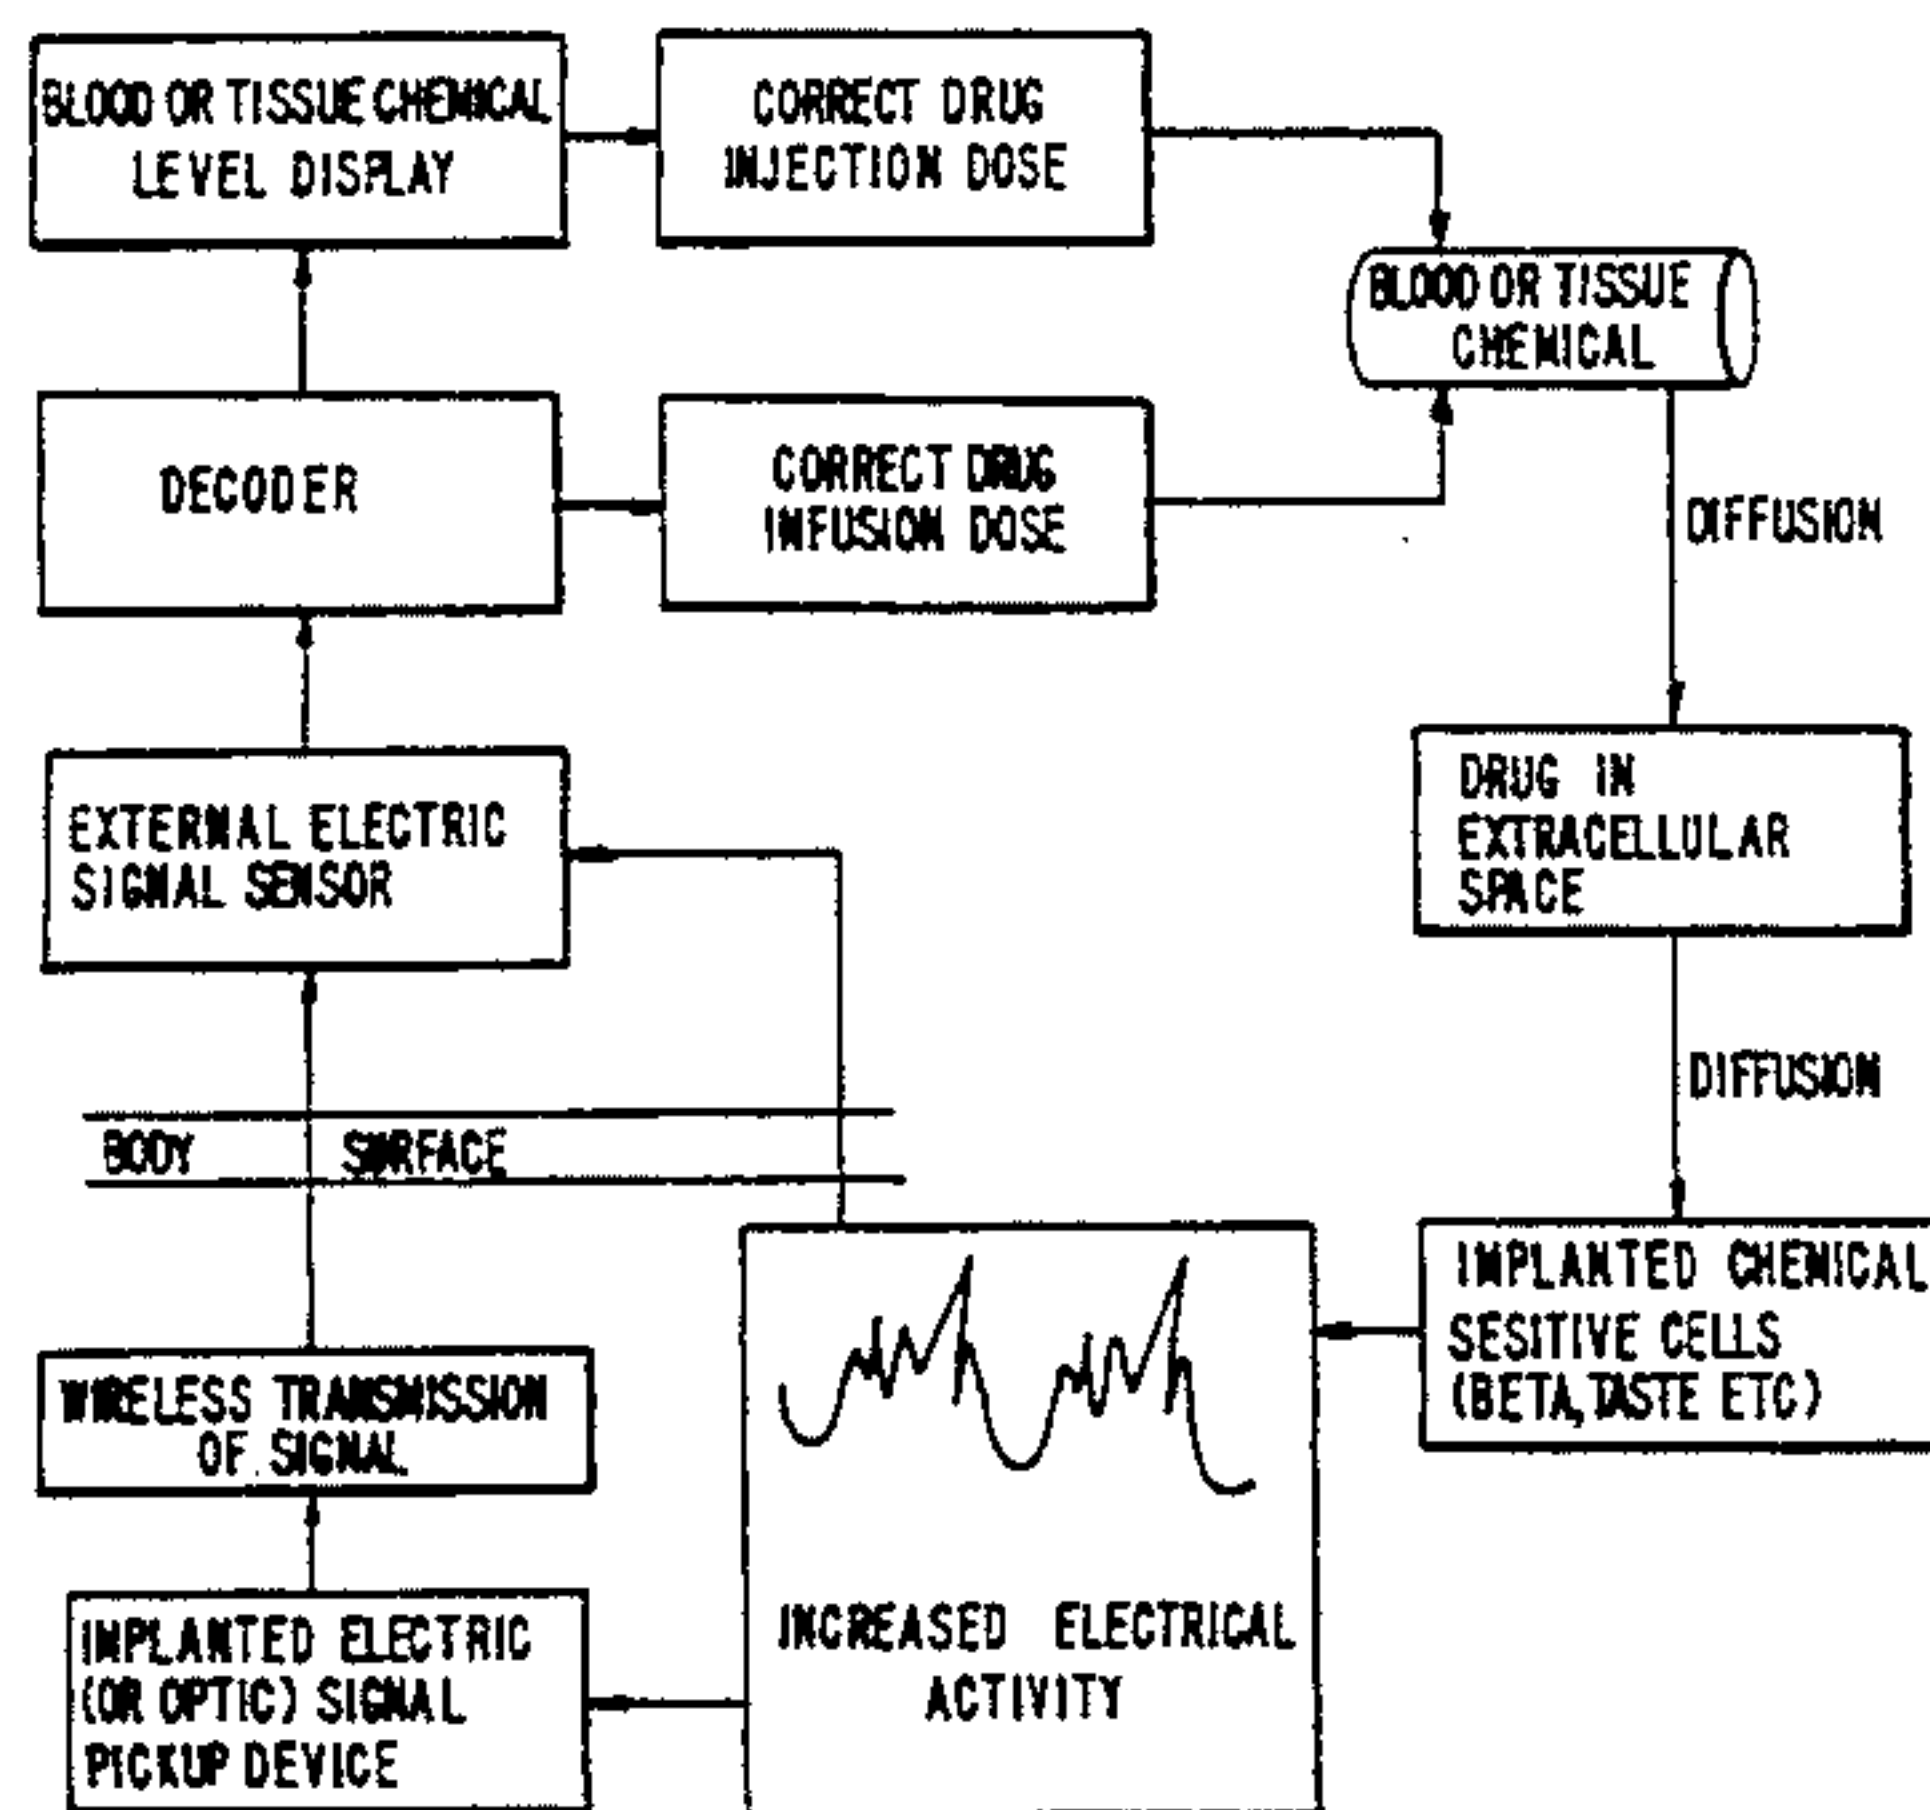 BLOOD OR TISSUE CHEMICAL
LEVEL DISPLAY
CORRECT DRUG
INJECTION DOSE
BLOOD OR TISSUE
CHEMICAL
DECODER
CORRECT DRUG
INFUSION DOSE
DIFFUSION
DRUG IN
EXTRACELLULAR
SPACE
EXTERNAL ELECTRIC
SIGNAL SENSOR
DIFFUSION
BODY SURFACE
IMPLANTED CHEMICAL
SESITIVE CELLS
(BETA, TASTE ETC)
WIRELESS TRANSMISSION
OF SIGNAL
INCREASED ELECTRICAL
ACTIVITY
IMPLANTED ELECTRIC
(OR OPTIC) SIGNAL
PICKUP DEVICE